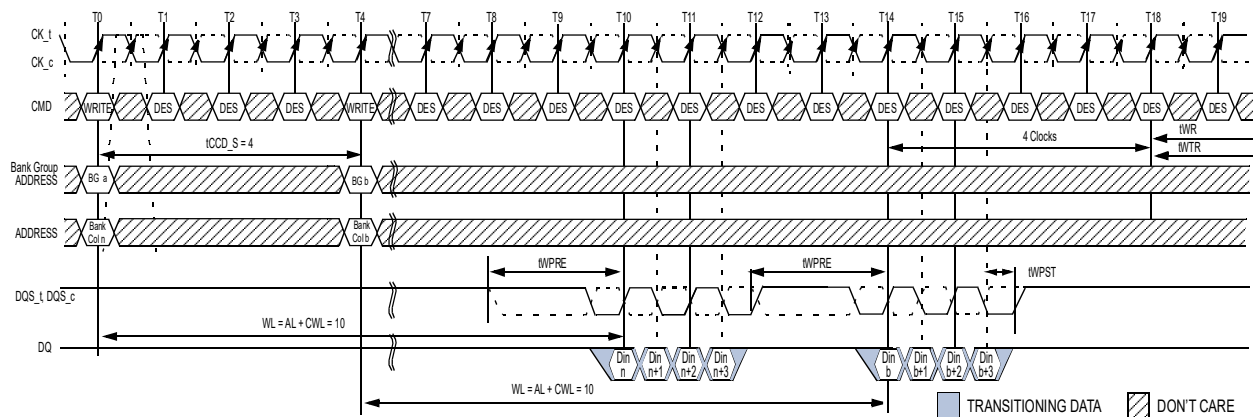 T0 T1 T2 T3 T4 T7 T8 T9 T10 T11 T12 T13 T14 T15 T16 T17 T18 T19
CK_t
CK_c
CMD WRITE DES DES DES WRITE DES DES DES DES DES DES DES DES DES DES DES DES DES
tCCD_S = 4
4 Clocks
tWR
tWTR
Bank Group
ADDRESS
BG a
BG b
ADDRESS
Bank
Col n
Bank
Col b
tWPRE
tWPRE
tWPST
DQS_t, DQS_c
WL = AL + CWL = 10
DQ
Din
n
Din
n+1
Din
n+2
Din
n+3
Din
b
Din
b+1
Din
b+2
Din
b+3
WL = AL + CWL = 10
TRANSITIONING DATA
DON'T CARE